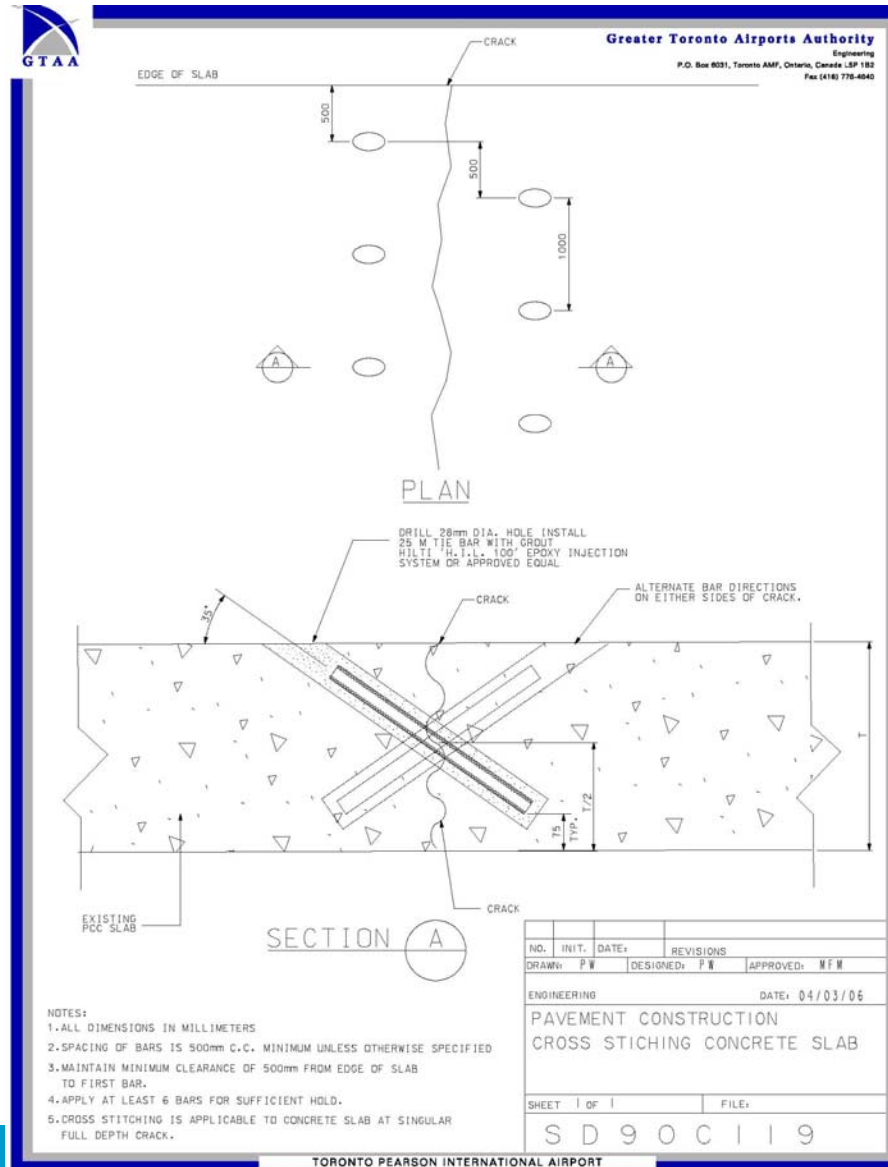 GTAA
Greater Toronto Airports Authority
Engineering
P.O. Box 6031, Toronto AMF, Ontario, Canada L5P 1B2
Fax (416) 776-4840
CRACK
EDGE OF SLAB
500
500
1000
A
A
PLAN
DRILL 28mm DIA. HOLE INSTALL
25 M TIE BAR WITH GROUT
HILTI 'H.I.L. 100' EPOXY INJECTION
SYSTEM OR APPROVED EQUAL
CRACK
ALTERNATE BAR DIRECTIONS
ON EITHER SIDES OF CRACK.
35°
T
T/2
75
TYP.
CRACK
EXISTING
PCC SLAB
SECTION A
NOTES:
1. ALL DIMENSIONS IN MILLIMETERS
2. SPACING OF BARS IS 500mm C.C. MINIMUM UNLESS OTHERWISE SPECIFIED
3. MAINTAIN MINIMUM CLEARANCE OF 500mm FROM EDGE OF SLAB
TO FIRST BAR.
4. APPLY AT LEAST 6 BARS FOR SUFFICIENT HOLD.
5. CROSS STITCHING IS APPLICABLE TO CONCRETE SLAB AT SINGULAR
FULL DEPTH CRACK.
NO. INIT. DATE: REVISIONS
DRAWN: PW DESIGNED: PW APPROVED: MFM
ENGINEERING DATE: 04/03/06
PAVEMENT CONSTRUCTION
CROSS STICHING CONCRETE SLAB
SHEET 1 OF 1 FILE:
SD90C119
TORONTO PEARSON INTERNATIONAL AIRPORT